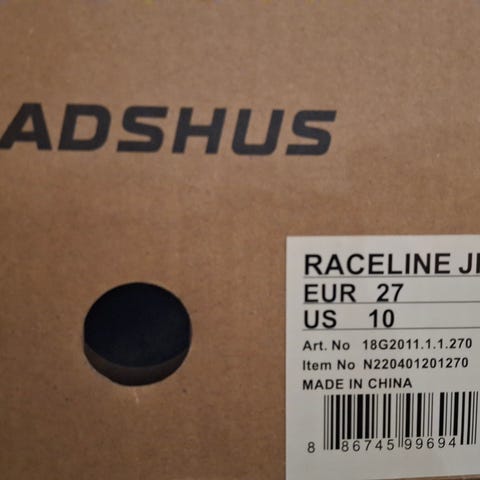 ADSHUS
RACELINE J
EUR 27
US 10
Art. No 18G2011.1.1.270
Item No N220401201270
MADE IN CHINA
8 86745 99694